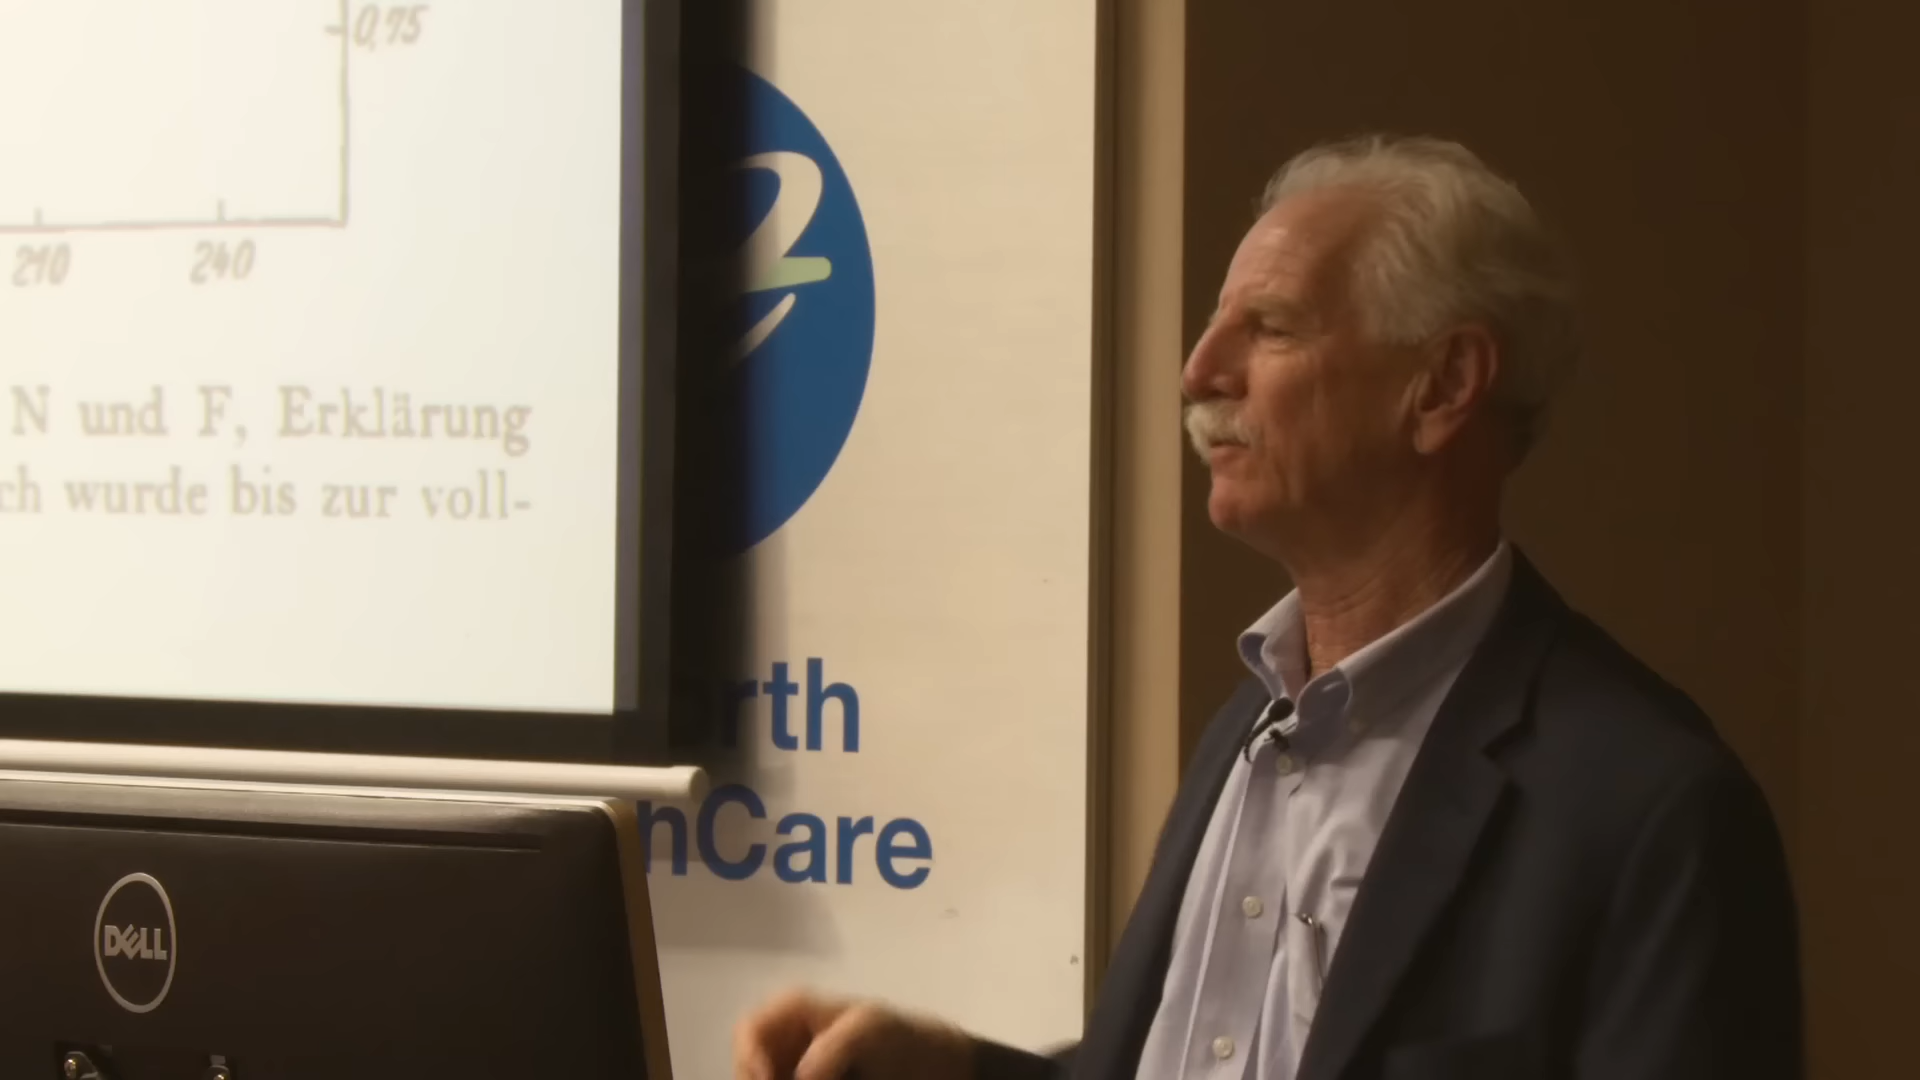 0,75
210
240
N und F, Erklärung
ch wurde bis zur voll-
rth
nCare
DELL